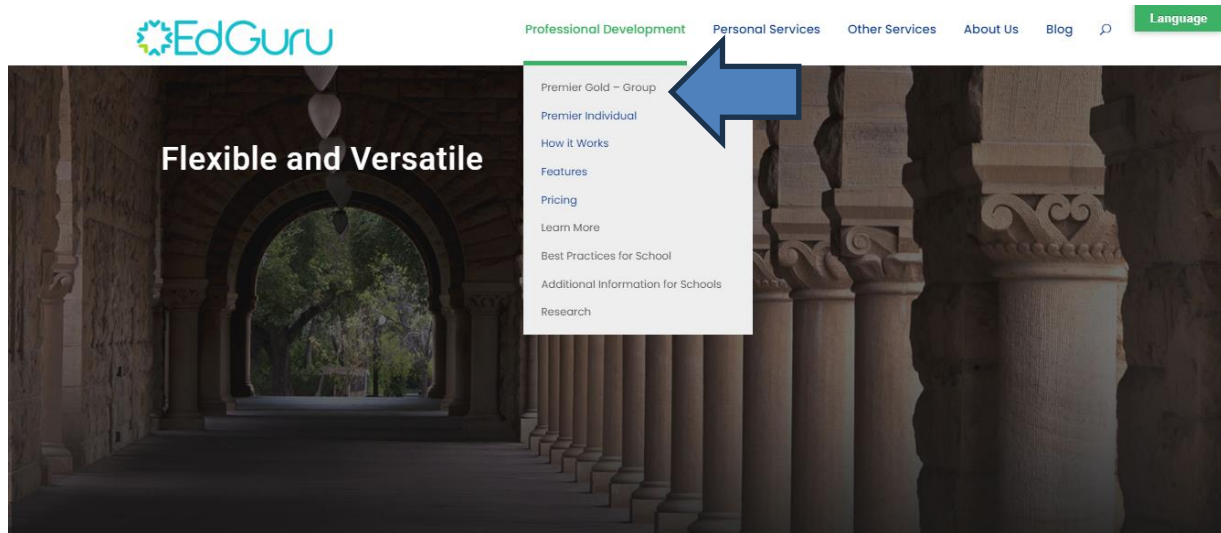 EdGuru
Professional Development Personal Services Other Services About Us Blog Language
Premier Gold – Group
Premier Individual
How it Works
Features
Pricing
Learn More
Best Practices for School
Additional Information for Schools
Research
Flexible and Versatile